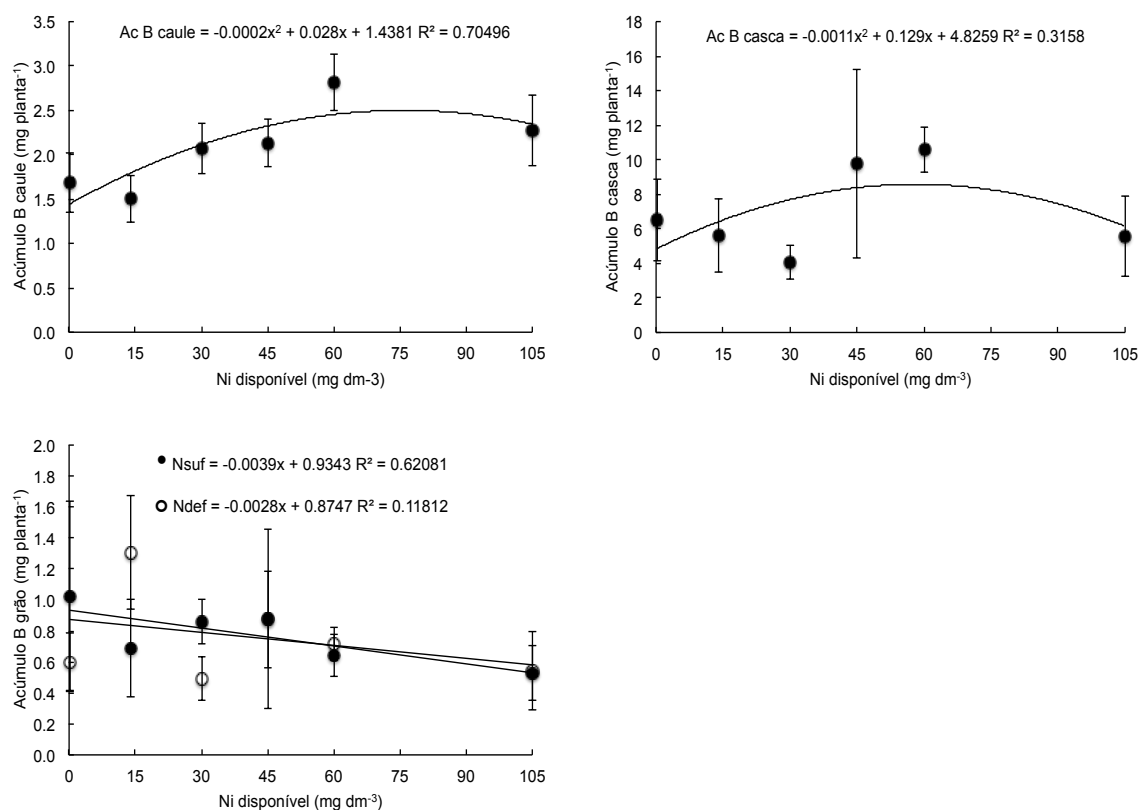 Ac B caule = -0.0002x² + 0.028x + 1.4381 R² = 0.70496
Acúmulo B caule (mg planta⁻¹)
3.5
3.0
2.5
2.0
1.5
1.0
0.5
0.0
0 15 30 45 60 75 90 105
Ni disponível (mg dm-3)
Ac B casca = -0.0011x² + 0.129x + 4.8259 R² = 0.3158
Acúmulo B casca (mg planta⁻¹)
18
16
14
12
10
8
6
4
2
0
0 15 30 45 60 75 90 105
Ni disponível (mg dm⁻³)
Nsuf = -0.0039x + 0.9343 R² = 0.62081
Ndef = -0.0028x + 0.8747 R² = 0.11812
Acúmulo B grão (mg planta⁻¹)
2.0
1.8
1.6
1.4
1.2
1.0
0.8
0.6
0.4
0.2
0.0
0 15 30 45 60 75 90 105
Ni disponível (mg dm⁻³)